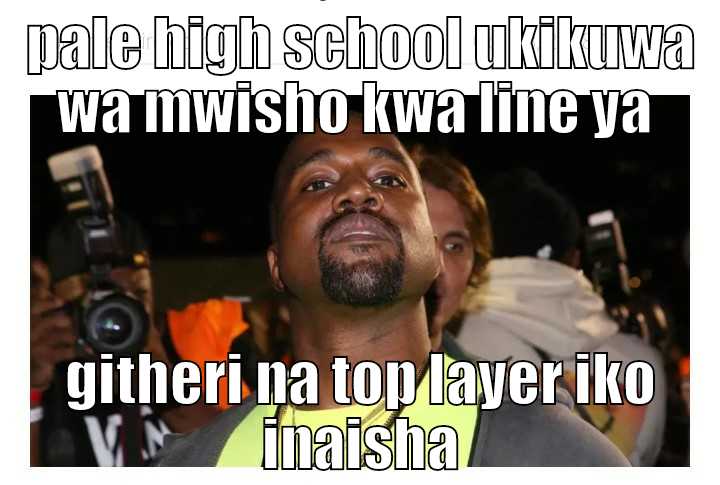 pale high school ukikuwa
wa mwisho kwa line ya
githeri na top layer iko
inaisha